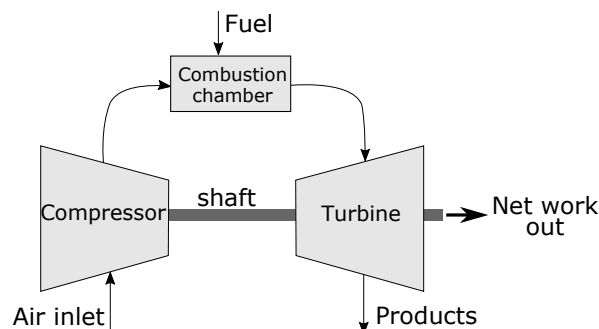 Fuel
Combustion
chamber
Compressor
shaft
Turbine
Net work
out
Air inlet
Products